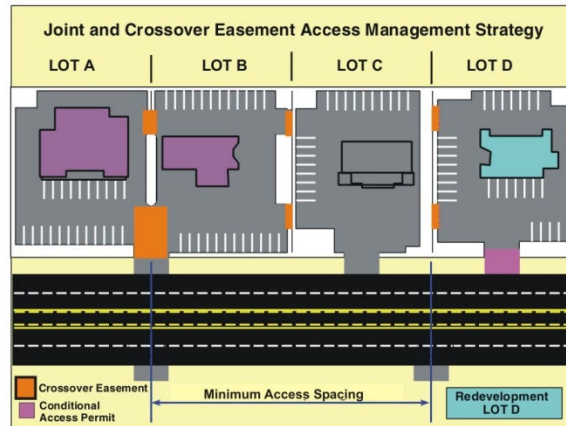 Joint and Crossover Easement Access Management Strategy
LOT A LOT B LOT C LOT D
Crossover Easement
Conditional
Access Permit
Minimum Access Spacing
Redevelopment
LOT D